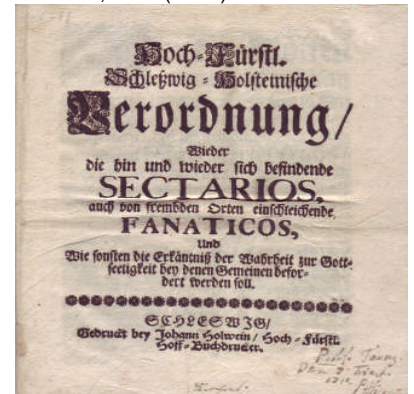 Hoch-Fürstl.
Schleßwig-Holsteinische
Verordnung/
Wieder
die hin und wieder sich befindende
SECTARIOS,
auch von frembden Orten einschleichende
FANATICOS,
Und
Wie sonsten die Erkäntniß der Wahrheit zur Gott-
seeligkeit bey denen Gemeinen befor-
dert werden soll.
SCHLESWJG/
Gedruckt bey Johann Holwein/ Hoch-Fürstl.
Hoff-Buchdrucker.